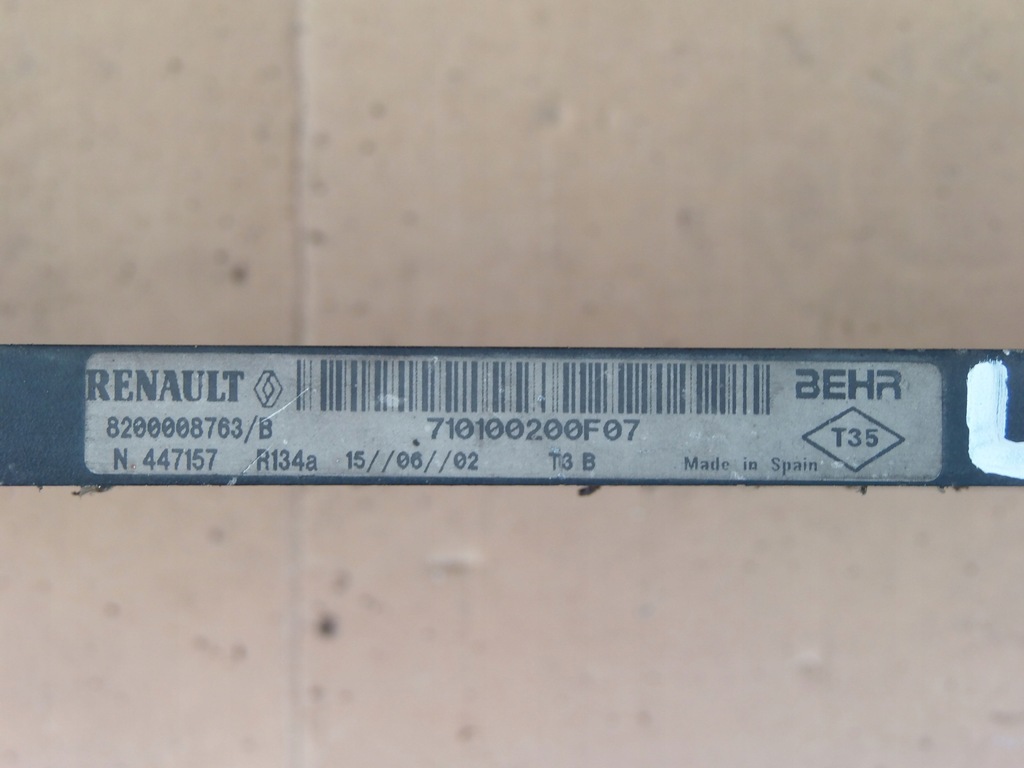 RENAULT BEHR
8200008763/B 710100200F07 T35
N 447157 R134a 15//06//02 T3 B Made in Spain